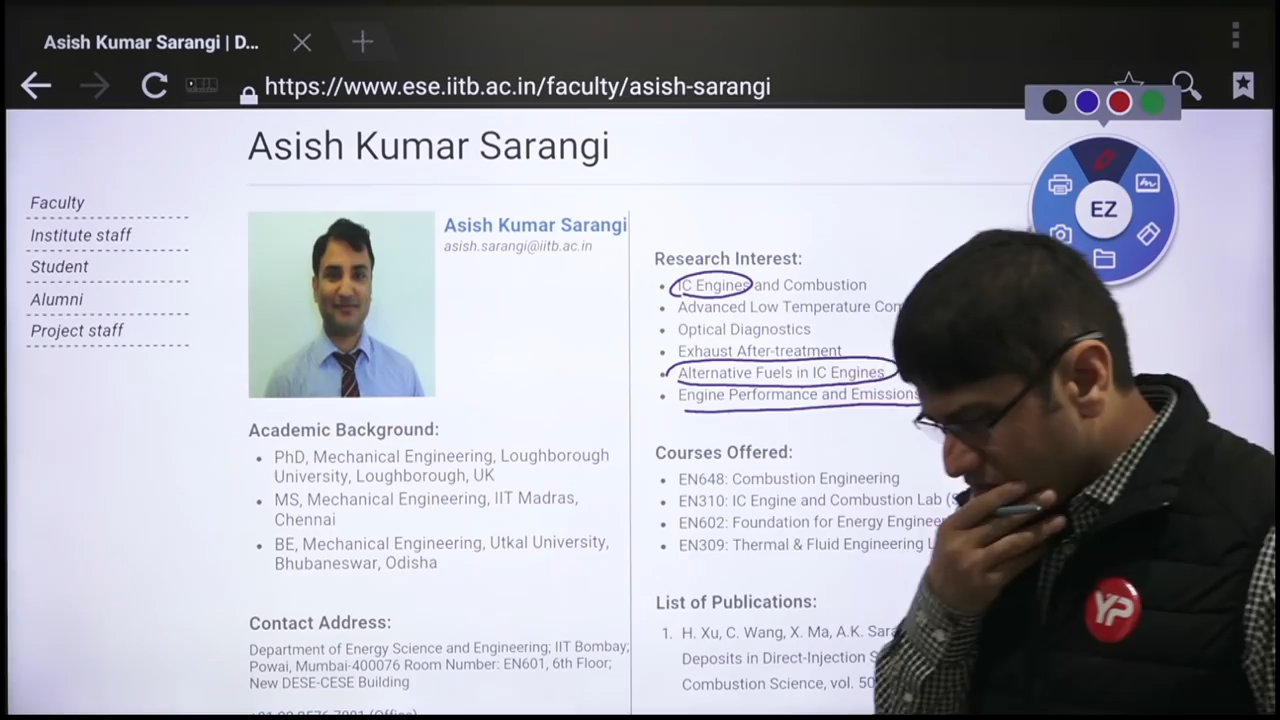 Asish Kumar Sarangi | D...
https://www.ese.iitb.ac.in/faculty/asish-sarangi
EZ
Asish Kumar Sarangi
Faculty
Institute staff
Student
Alumni
Project staff
Asish Kumar Sarangi
asish.sarangi@iitb.ac.in
Academic Background:
PhD, Mechanical Engineering, Loughborough
University, Loughborough, UK
MS, Mechanical Engineering, IIT Madras,
Chennai
BE, Mechanical Engineering, Utkal University,
Bhubaneswar, Odisha
Contact Address:
Department of Energy Science and Engineering; IIT Bombay;
Powai, Mumbai-400076 Room Number: EN601, 6th Floor;
New DESE-CESE Building
Research Interest:
IC Engines and Combustion
Advanced Low Temperature
Optical Diagnostics
Exhaust After-treatment
Alternative Fuels in IC Engines
Engine Performance and Emissions
Courses Offered:
EN648: Combustion Engineering
EN310: IC Engine and Combustion Lab
EN602: Foundation for Energy
EN309: Thermal & Fluid Engineering
List of Publications:
1. H. Xu, C. Wang, X. Ma, A.K.
Deposits in Direct-Injection
Combustion Science, vol.
YP